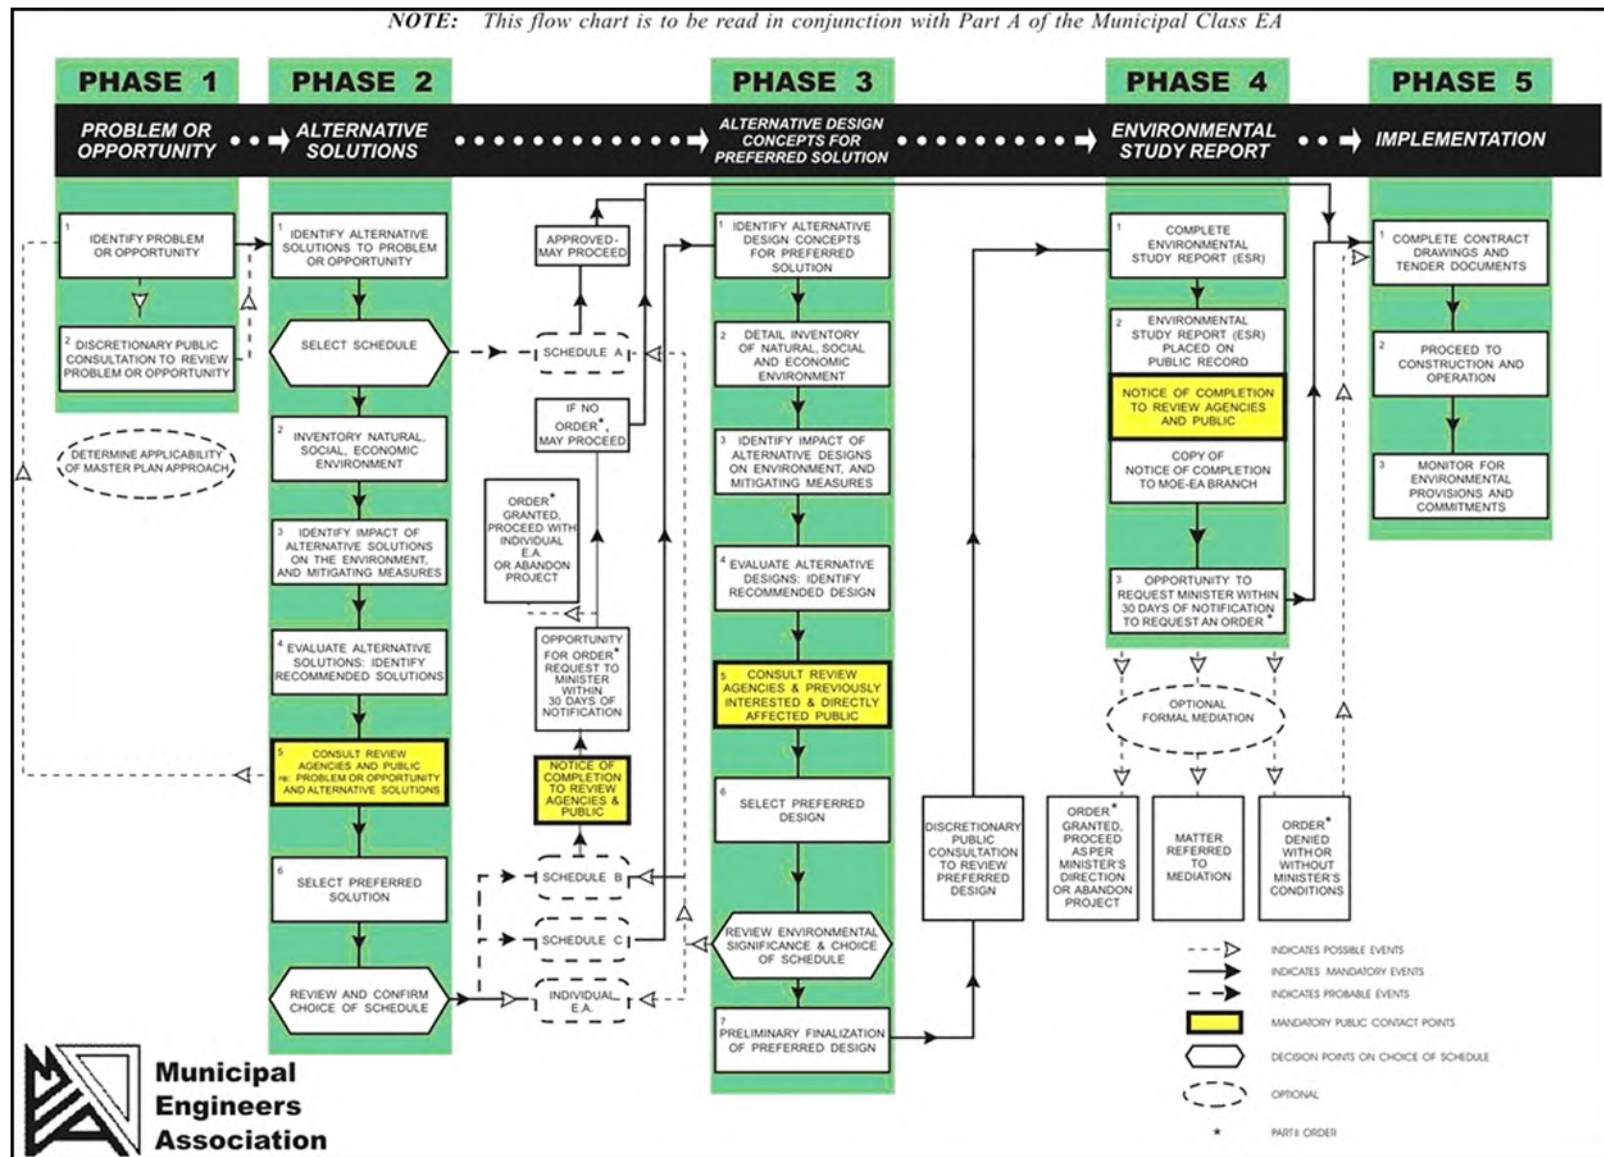 NOTE: This flow chart is to be read in conjunction with Part A of the Municipal Class EA
PHASE 1
PROBLEM OR
OPPORTUNITY
1 IDENTIFY PROBLEM
OR OPPORTUNITY
2 DISCRETIONARY PUBLIC
CONSULTATION TO REVIEW
PROBLEM OR OPPORTUNITY
DETERMINE APPLICABILITY
OF MASTER PLAN APPROACH
PHASE 2
ALTERNATIVE
SOLUTIONS
1 IDENTIFY ALTERNATIVE
SOLUTIONS TO PROBLEM
OR OPPORTUNITY
SELECT SCHEDULE
2 INVENTORY NATURAL,
SOCIAL, ECONOMIC
ENVIRONMENT
3 IDENTIFY IMPACT OF
ALTERNATIVE SOLUTIONS
ON THE ENVIRONMENT,
AND MITIGATING MEASURES
4 EVALUATE ALTERNATIVE
SOLUTIONS: IDENTIFY
RECOMMENDED SOLUTIONS
5 CONSULT REVIEW
AGENCIES AND PUBLIC
re: PROBLEM OR OPPORTUNITY
AND ALTERNATIVE SOLUTIONS
6 SELECT PREFERRED
SOLUTION
REVIEW AND CONFIRM
CHOICE OF SCHEDULE
APPROVED-
MAY PROCEED
SCHEDULE A
IF NO
ORDER*,
MAY PROCEED
ORDER*
GRANTED,
PROCEED WITH
INDIVIDUAL
E.A.
OR ABANDON
PROJECT
OPPORTUNITY
FOR ORDER*
REQUEST TO
MINISTER
WITHIN
30 DAYS OF
NOTIFICATION
NOTICE OF
COMPLETION
TO REVIEW
AGENCIES &
PUBLIC
SCHEDULE B
SCHEDULE C
INDIVIDUAL
E.A.
PHASE 3
ALTERNATIVE DESIGN
CONCEPTS FOR
PREFERRED SOLUTION
1 IDENTIFY ALTERNATIVE
DESIGN CONCEPTS
FOR PREFERRED
SOLUTION
2 DETAIL INVENTORY
OF NATURAL, SOCIAL
AND ECONOMIC
ENVIRONMENT
3 IDENTIFY IMPACT OF
ALTERNATIVE DESIGNS
ON ENVIRONMENT, AND
MITIGATING MEASURES
4 EVALUATE ALTERNATIVE
DESIGNS: IDENTIFY
RECOMMENDED DESIGN
5 CONSULT REVIEW
AGENCIES & PREVIOUSLY
INTERESTED & DIRECTLY
AFFECTED PUBLIC
6 SELECT PREFERRED
DESIGN
REVIEW ENVIRONMENTAL
SIGNIFICANCE & CHOICE
OF SCHEDULE
7 PRELIMINARY FINALIZATION
OF PREFERRED DESIGN
DISCRETIONARY
PUBLIC
CONSULTATION
TO REVIEW
PREFERRED
DESIGN
PHASE 4
ENVIRONMENTAL
STUDY REPORT
1 COMPLETE
ENVIRONMENTAL
STUDY REPORT (ESR)
2 ENVIRONMENTAL
STUDY REPORT (ESR)
PLACED ON
PUBLIC RECORD
NOTICE OF COMPLETION
TO REVIEW AGENCIES
AND PUBLIC
COPY OF
NOTICE OF COMPLETION
TO MOE-EA BRANCH
3 OPPORTUNITY TO
REQUEST MINISTER WITHIN
30 DAYS OF NOTIFICATION
TO REQUEST AN ORDER*
OPTIONAL
FORMAL MEDIATION
ORDER*
GRANTED,
PROCEED
AS PER
MINISTER'S
DIRECTION
OR ABANDON
PROJECT
MATTER
REFERRED
TO
MEDIATION
ORDER*
DENIED
WITH OR
WITHOUT
MINISTER'S
CONDITIONS
PHASE 5
IMPLEMENTATION
1 COMPLETE CONTRACT
DRAWINGS AND
TENDER DOCUMENTS
2 PROCEED TO
CONSTRUCTION AND
OPERATION
3 MONITOR FOR
ENVIRONMENTAL
PROVISIONS AND
COMMITMENTS
INDICATES POSSIBLE EVENTS
INDICATES MANDATORY EVENTS
INDICATES PROBABLE EVENTS
MANDATORY PUBLIC CONTACT POINTS
DECISION POINTS ON CHOICE OF SCHEDULE
OPTIONAL
* PART II ORDER
MEA
Municipal
Engineers
Association